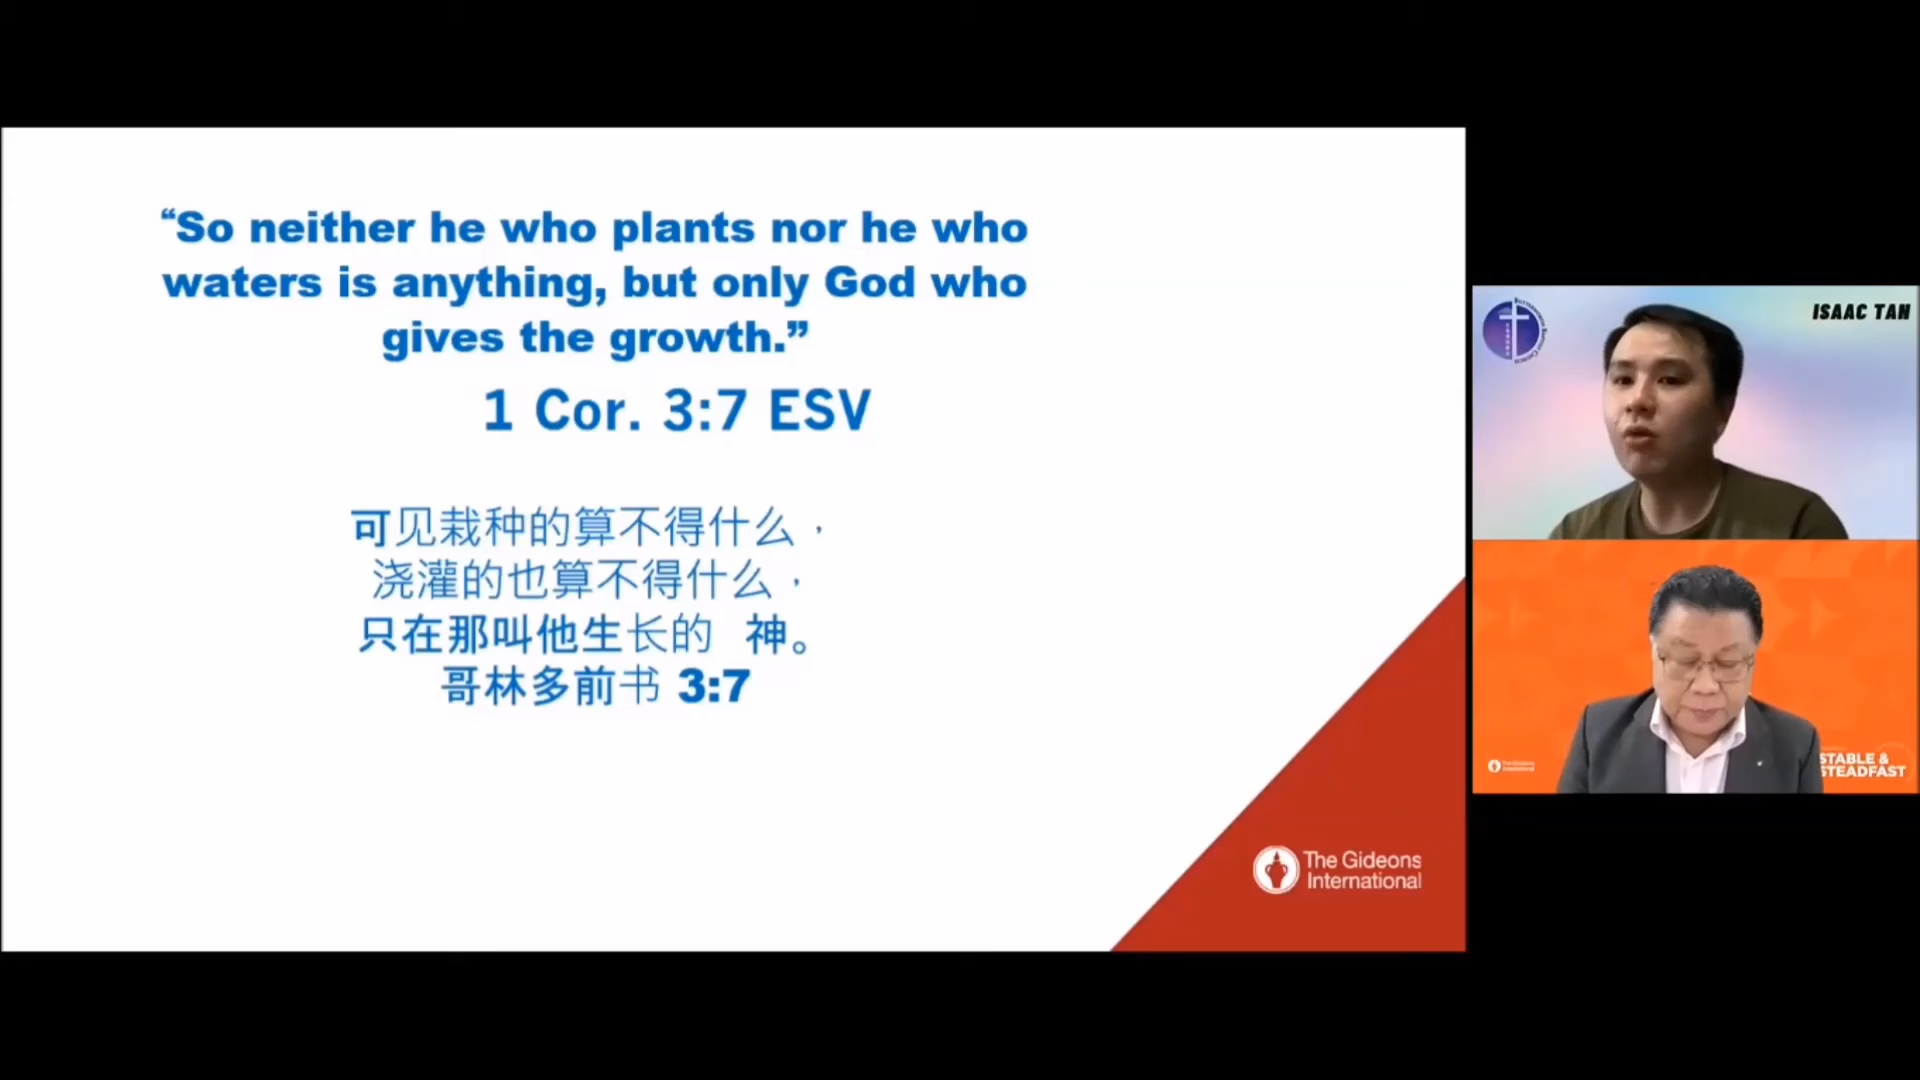 “So neither he who plants nor he who
waters is anything, but only God who
gives the growth.”
1 Cor. 3:7 ESV
可见栽种的算不得什么，
浇灌的也算不得什么，
只在那叫他生长的 神。
哥林多前书 3:7
The Gideons
International
ISAAC TAN
The Gideons
International
STABLE &
STEADFAST